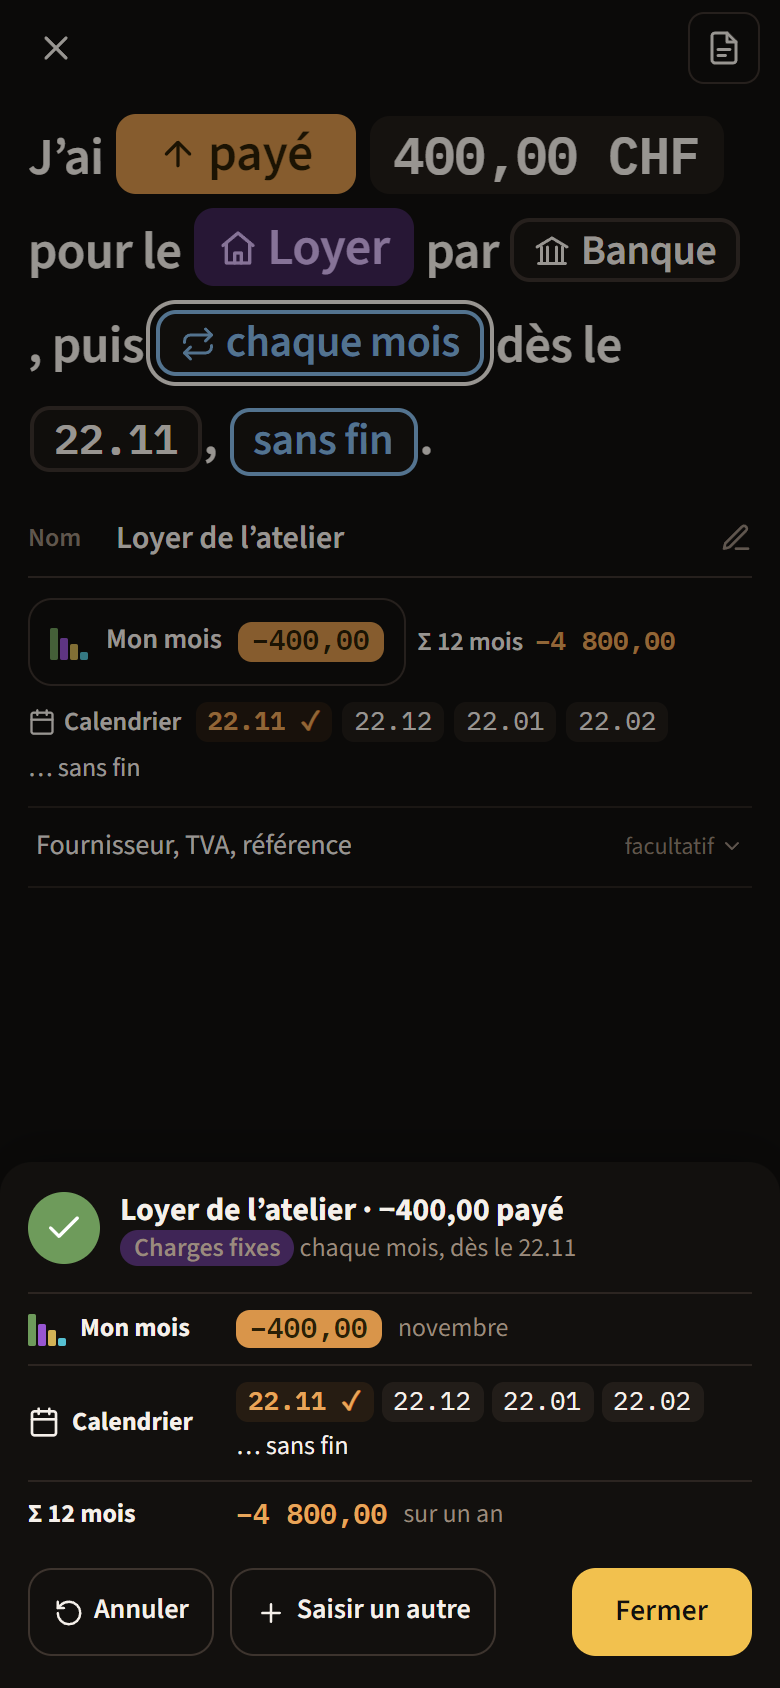 J’ai ↑ payé 400,00 CHF
pour le Loyer par Banque
, puis chaque mois dès le
22.11, sans fin.
Nom Loyer de l’atelier
Mon mois −400,00 Σ 12 mois −4 800,00
Calendrier 22.11 ✓ 22.12 22.01 22.02
… sans fin
Fournisseur, TVA, référence facultatif
Loyer de l’atelier · −400,00 payé
Charges fixes chaque mois, dès le 22.11
Mon mois −400,00 novembre
Calendrier 22.11 ✓ 22.12 22.01 22.02
… sans fin
Σ 12 mois −4 800,00 sur un an
Annuler + Saisir un autre Fermer